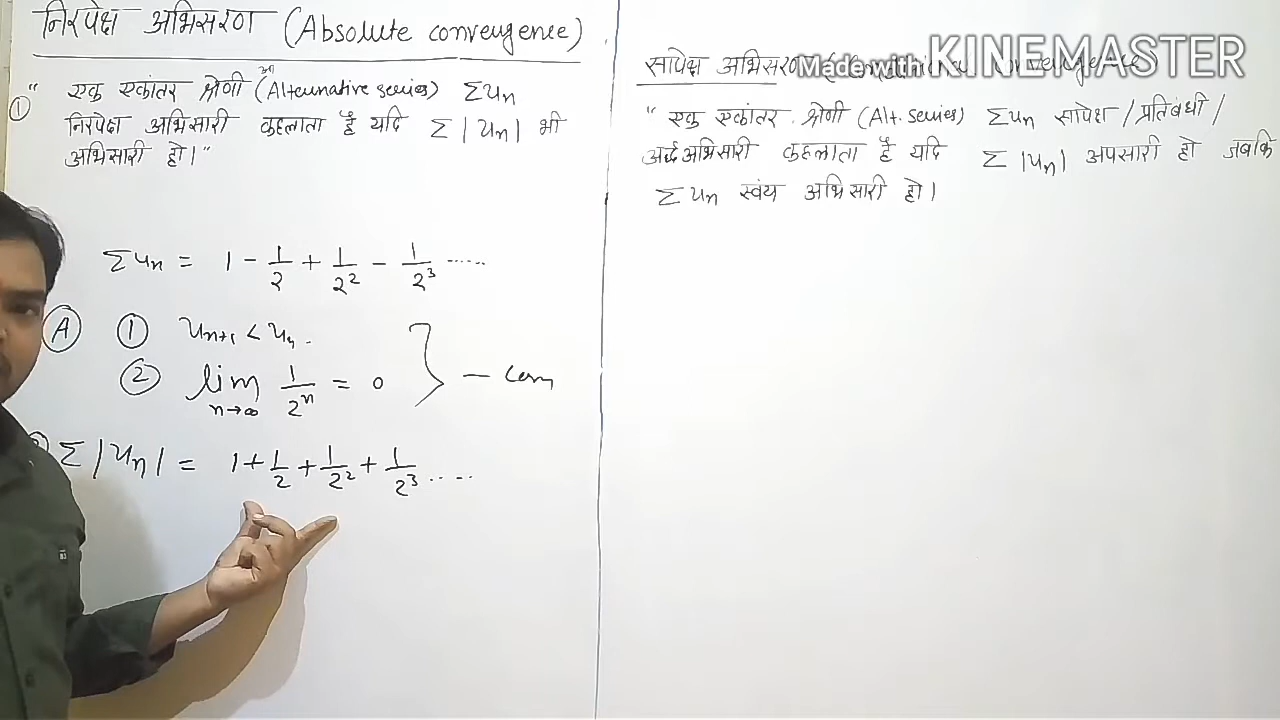 निरपेक्ष अभिसरण (Absolute convergence)
① " एक एकांतर श्रेणी (Alternative series) Σun
निरपेक्ष अभिसारी कहलाता है यदि Σ|Un| भी
अभिसारी हो।"
Σun = 1 - 1/2 + 1/2² - 1/2³ ......
Ⓐ ① un+1 < un.
② lim n→∞ 1/2ⁿ = 0 } — Con
Σ|Un| = 1 + 1/2 + 1/2² + 1/2³ ....
सापेक्ष अभिसरण convergence
Made with KINEMASTER
" एक एकांतर श्रेणी (Alt. series) Σun सापेक्ष / प्रतिबंधी /
अर्द्ध अभिसारी कहलाता है यदि Σ|un| अपसारी हो जबकि
Σun स्वंय अभिसारी हो।